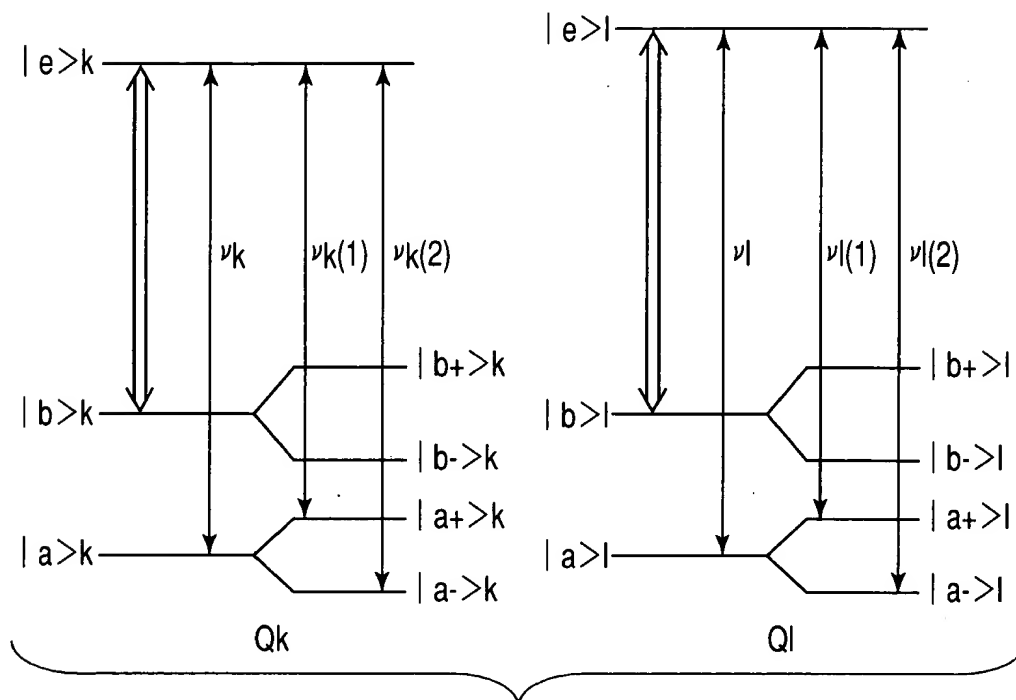 | e>k
νk
νk(1)
νk(2)
| b+>k
| b>k
| b->k
| a+>k
| a>k
| a->k
Qk
| e>l
νl
νl(1)
νl(2)
| b+>l
| b>l
| b->l
| a+>l
| a>l
| a->l
Ql